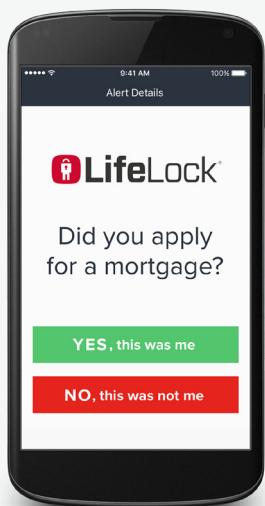 9:41 AM 100%
Alert Details
LifeLock
Did you apply
for a mortgage?
YES, this was me
NO, this was not me